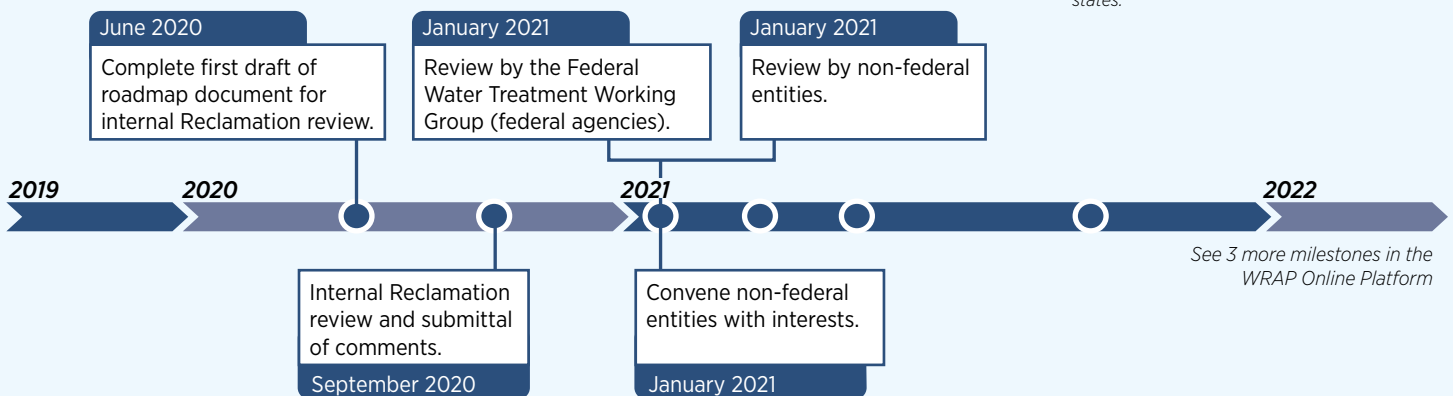 states.
June 2020
Complete first draft of
roadmap document for
internal Reclamation review.
January 2021
Review by the Federal
Water Treatment Working
Group (federal agencies).
January 2021
Review by non-federal
entities.
2019
2020
2021
2022
Internal Reclamation
review and submittal
of comments.
September 2020
Convene non-federal
entities with interests.
January 2021
See 3 more milestones in the
WRAP Online Platform